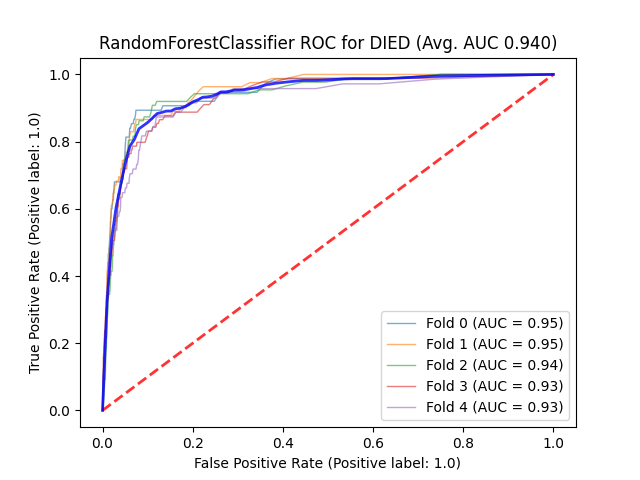 RandomForestClassifier ROC for DIED (Avg. AUC 0.940)
1.0
0.8
0.6
0.4
0.2
0.0
True Positive Rate (Positive label: 1.0)
Fold 0 (AUC = 0.95)
Fold 1 (AUC = 0.95)
Fold 2 (AUC = 0.94)
Fold 3 (AUC = 0.93)
Fold 4 (AUC = 0.93)
0.0 0.2 0.4 0.6 0.8 1.0
False Positive Rate (Positive label: 1.0)